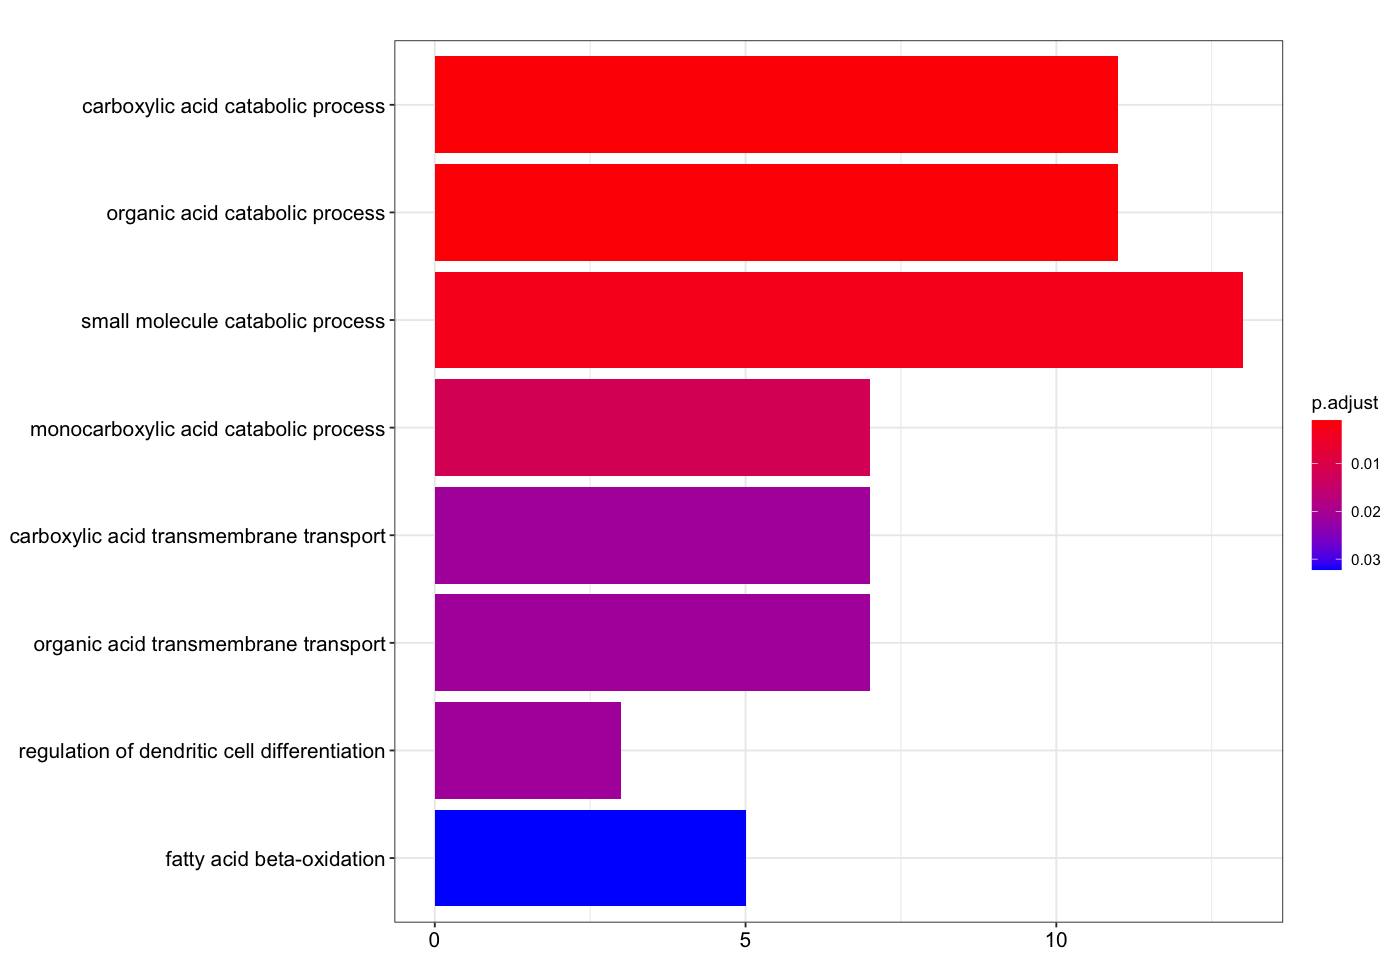 carboxylic acid catabolic process
organic acid catabolic process
small molecule catabolic process
monocarboxylic acid catabolic process
carboxylic acid transmembrane transport
organic acid transmembrane transport
regulation of dendritic cell differentiation
fatty acid beta-oxidation
0
5
10
p.adjust
0.01
0.02
0.03